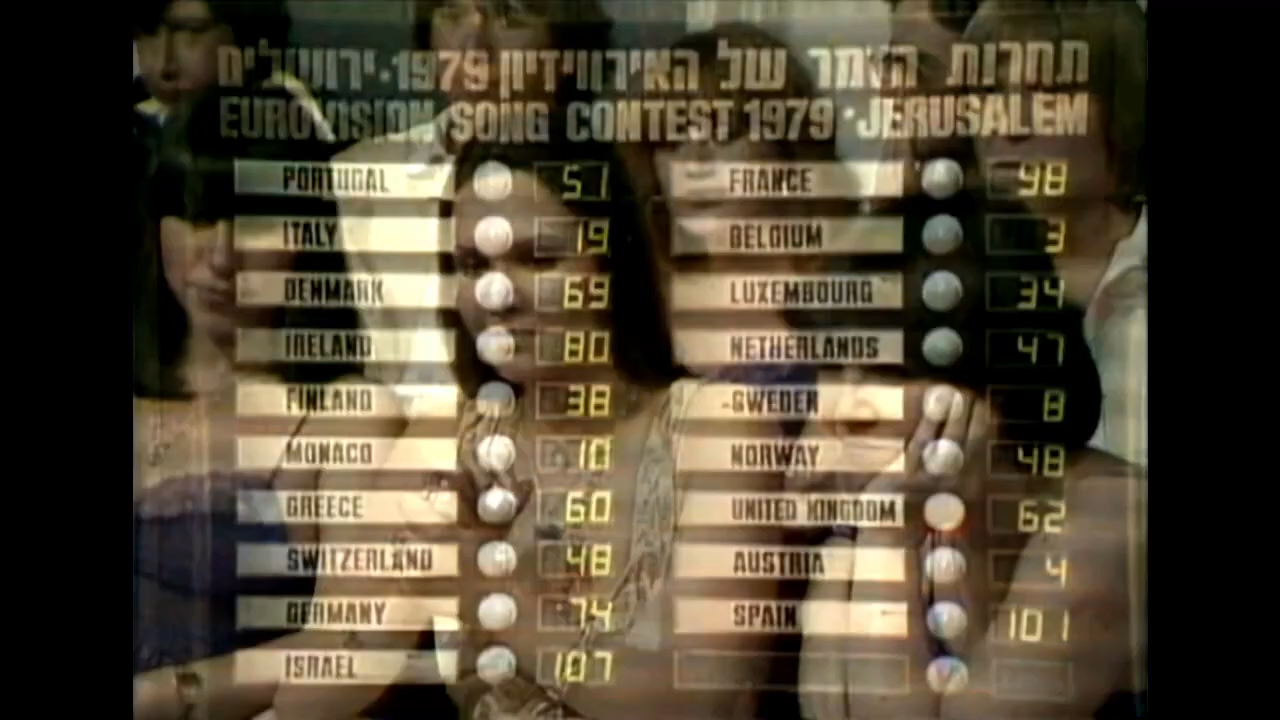 תחרות הזמר של האירוויזיון 1979·ירושלים
EUROVISION SONG CONTEST 1979·JERUSALEM
PORTUGAL 51 FRANCE 98
ITALY 19 BELGIUM 3
DENMARK 69 LUXEMBOURG 34
IRELAND 80 NETHERLANDS 47
FINLAND 38 SWEDEN 8
MONACO NORWAY 48
GREECE 60 UNITED KINGDOM 62
SWITZERLAND 48 AUSTRIA 4
GERMANY 74 SPAIN 101
ISRAEL 107